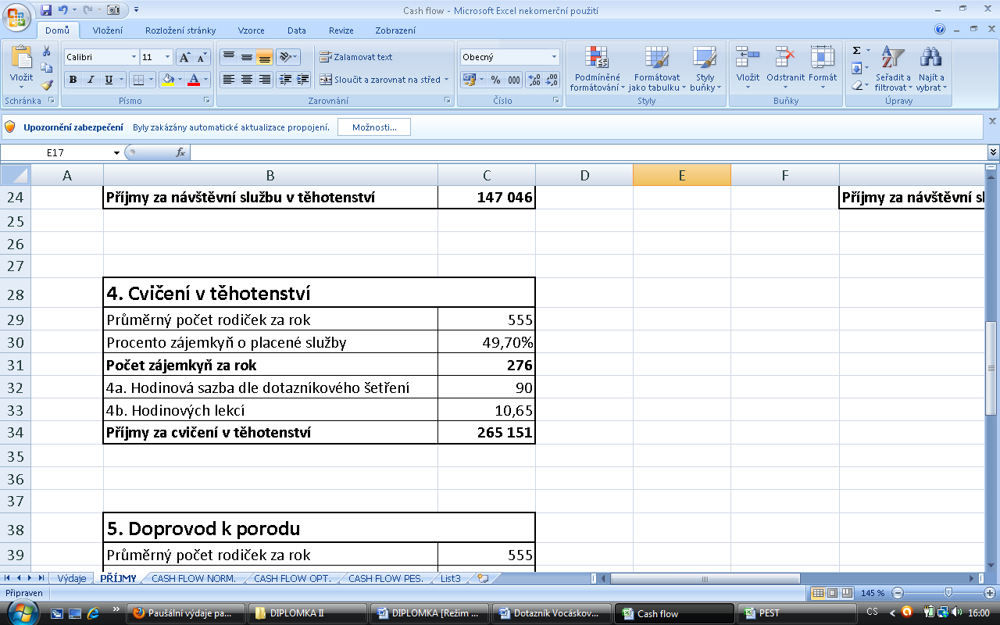 Cash flow - Microsoft Excel nekomerční použití
Domů Vložení Rozložení stránky Vzorce Data Revize Zobrazení
Vložit
Schránka
Calibri 11
B I U
Písmo
Zalamovat text
Sloučit a zarovnat na střed
Zarovnání
Obecný
% 000
Číslo
Podmíněné formátování
Formátovat jako tabulku
Styly buňky
Styly
Vložit Odstranit Formát
Buňky
Σ
Seřadit a filtrovat
Najít a vybrat
Úpravy
Upozornění zabezpečení Byly zakázány automatické aktualizace propojení. Možnosti...
E17 fx
A B C D E F
24 Příjmy za návštěvní službu v těhotenství 147 046 Příjmy za návštěvní sl
25
26
27
28 4. Cvičení v těhotenství
29 Průměrný počet rodiček za rok 555
30 Procento zájemkyň o placené služby 49,70%
31 Počet zájemkyň za rok 276
32 4a. Hodinová sazba dle dotazníkového šetření 90
33 4b. Hodinových lekcí 10,65
34 Příjmy za cvičení v těhotenství 265 151
35
36
37
38 5. Doprovod k porodu
39 Průměrný počet rodiček za rok 555
Výdaje PŘÍJMY CASH FLOW NORM. CASH FLOW OPT. CASH FLOW PES. List3
Připraven 145 %
Paušální výdaje pa... DIPLOMKA II DIPLOMKA [Režim ... Dotazník Vocáskov... Cash flow PEST CS 16:00